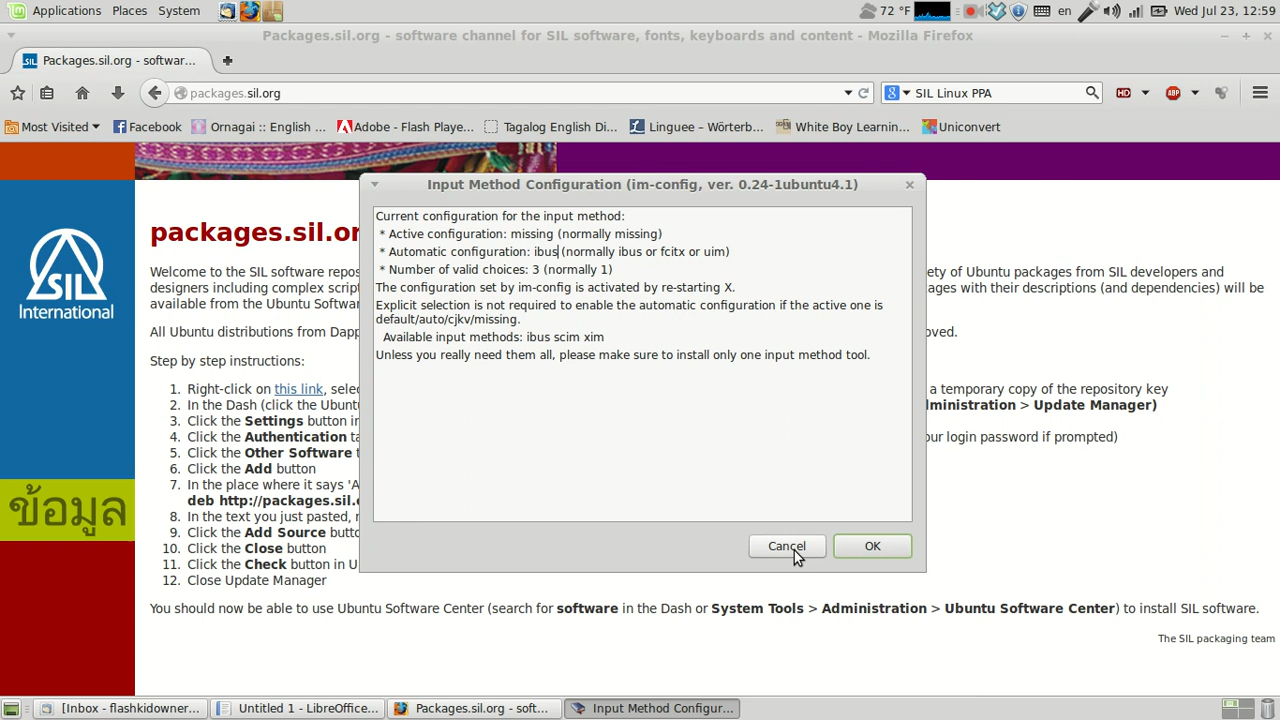 Applications Places System 72 °F en Wed Jul 23, 12:59
Packages.sil.org - software channel for SIL software, fonts, keyboards and content - Mozilla Firefox
SIL Packages.sil.org - softwar...
packages.sil.org SIL Linux PPA HD ABP
Most Visited Facebook Ornagai :: English ... Adobe - Flash Playe... Tagalog English Di... Linguee – Wörterb... White Boy Learnin... Uniconvert
Input Method Configuration (im-config, ver. 0.24-1ubuntu4.1)
Current configuration for the input method:
* Active configuration: missing (normally missing)
* Automatic configuration: ibus (normally ibus or fcitx or uim)
* Number of valid choices: 3 (normally 1)
The configuration set by im-config is activated by re-starting X.
Explicit selection is not required to enable the automatic configuration if the active one is
default/auto/cjkv/missing.
Available input methods: ibus scim xim
Unless you really need them all, please make sure to install only one input method tool.
Cancel OK
SIL
International
ข้อมูล
packages.sil.or
Welcome to the SIL software repos ety of Ubuntu packages from SIL developers and
designers including complex script ages with their descriptions (and dependencies) will be
available from the Ubuntu Softwar
All Ubuntu distributions from Dapp oved.
Step by step instructions:
1. Right-click on this link, selec a temporary copy of the repository key
2. In the Dash (click the Ubuntu ministration > Update Manager)
3. Click the Settings button in
4. Click the Authentication ta our login password if prompted)
5. Click the Other Software t
6. Click the Add button
7. In the place where it says 'A
deb http://packages.sil.o
8. In the text you just pasted, r
9. Click the Add Source butto
10. Click the Close button
11. Click the Check button in U
12. Close Update Manager
You should now be able to use Ubuntu Software Center (search for software in the Dash or System Tools > Administration > Ubuntu Software Center) to install SIL software.
The SIL packaging team
[Inbox - flashkidowner... Untitled 1 - LibreOffice... Packages.sil.org - soft... Input Method Configur...